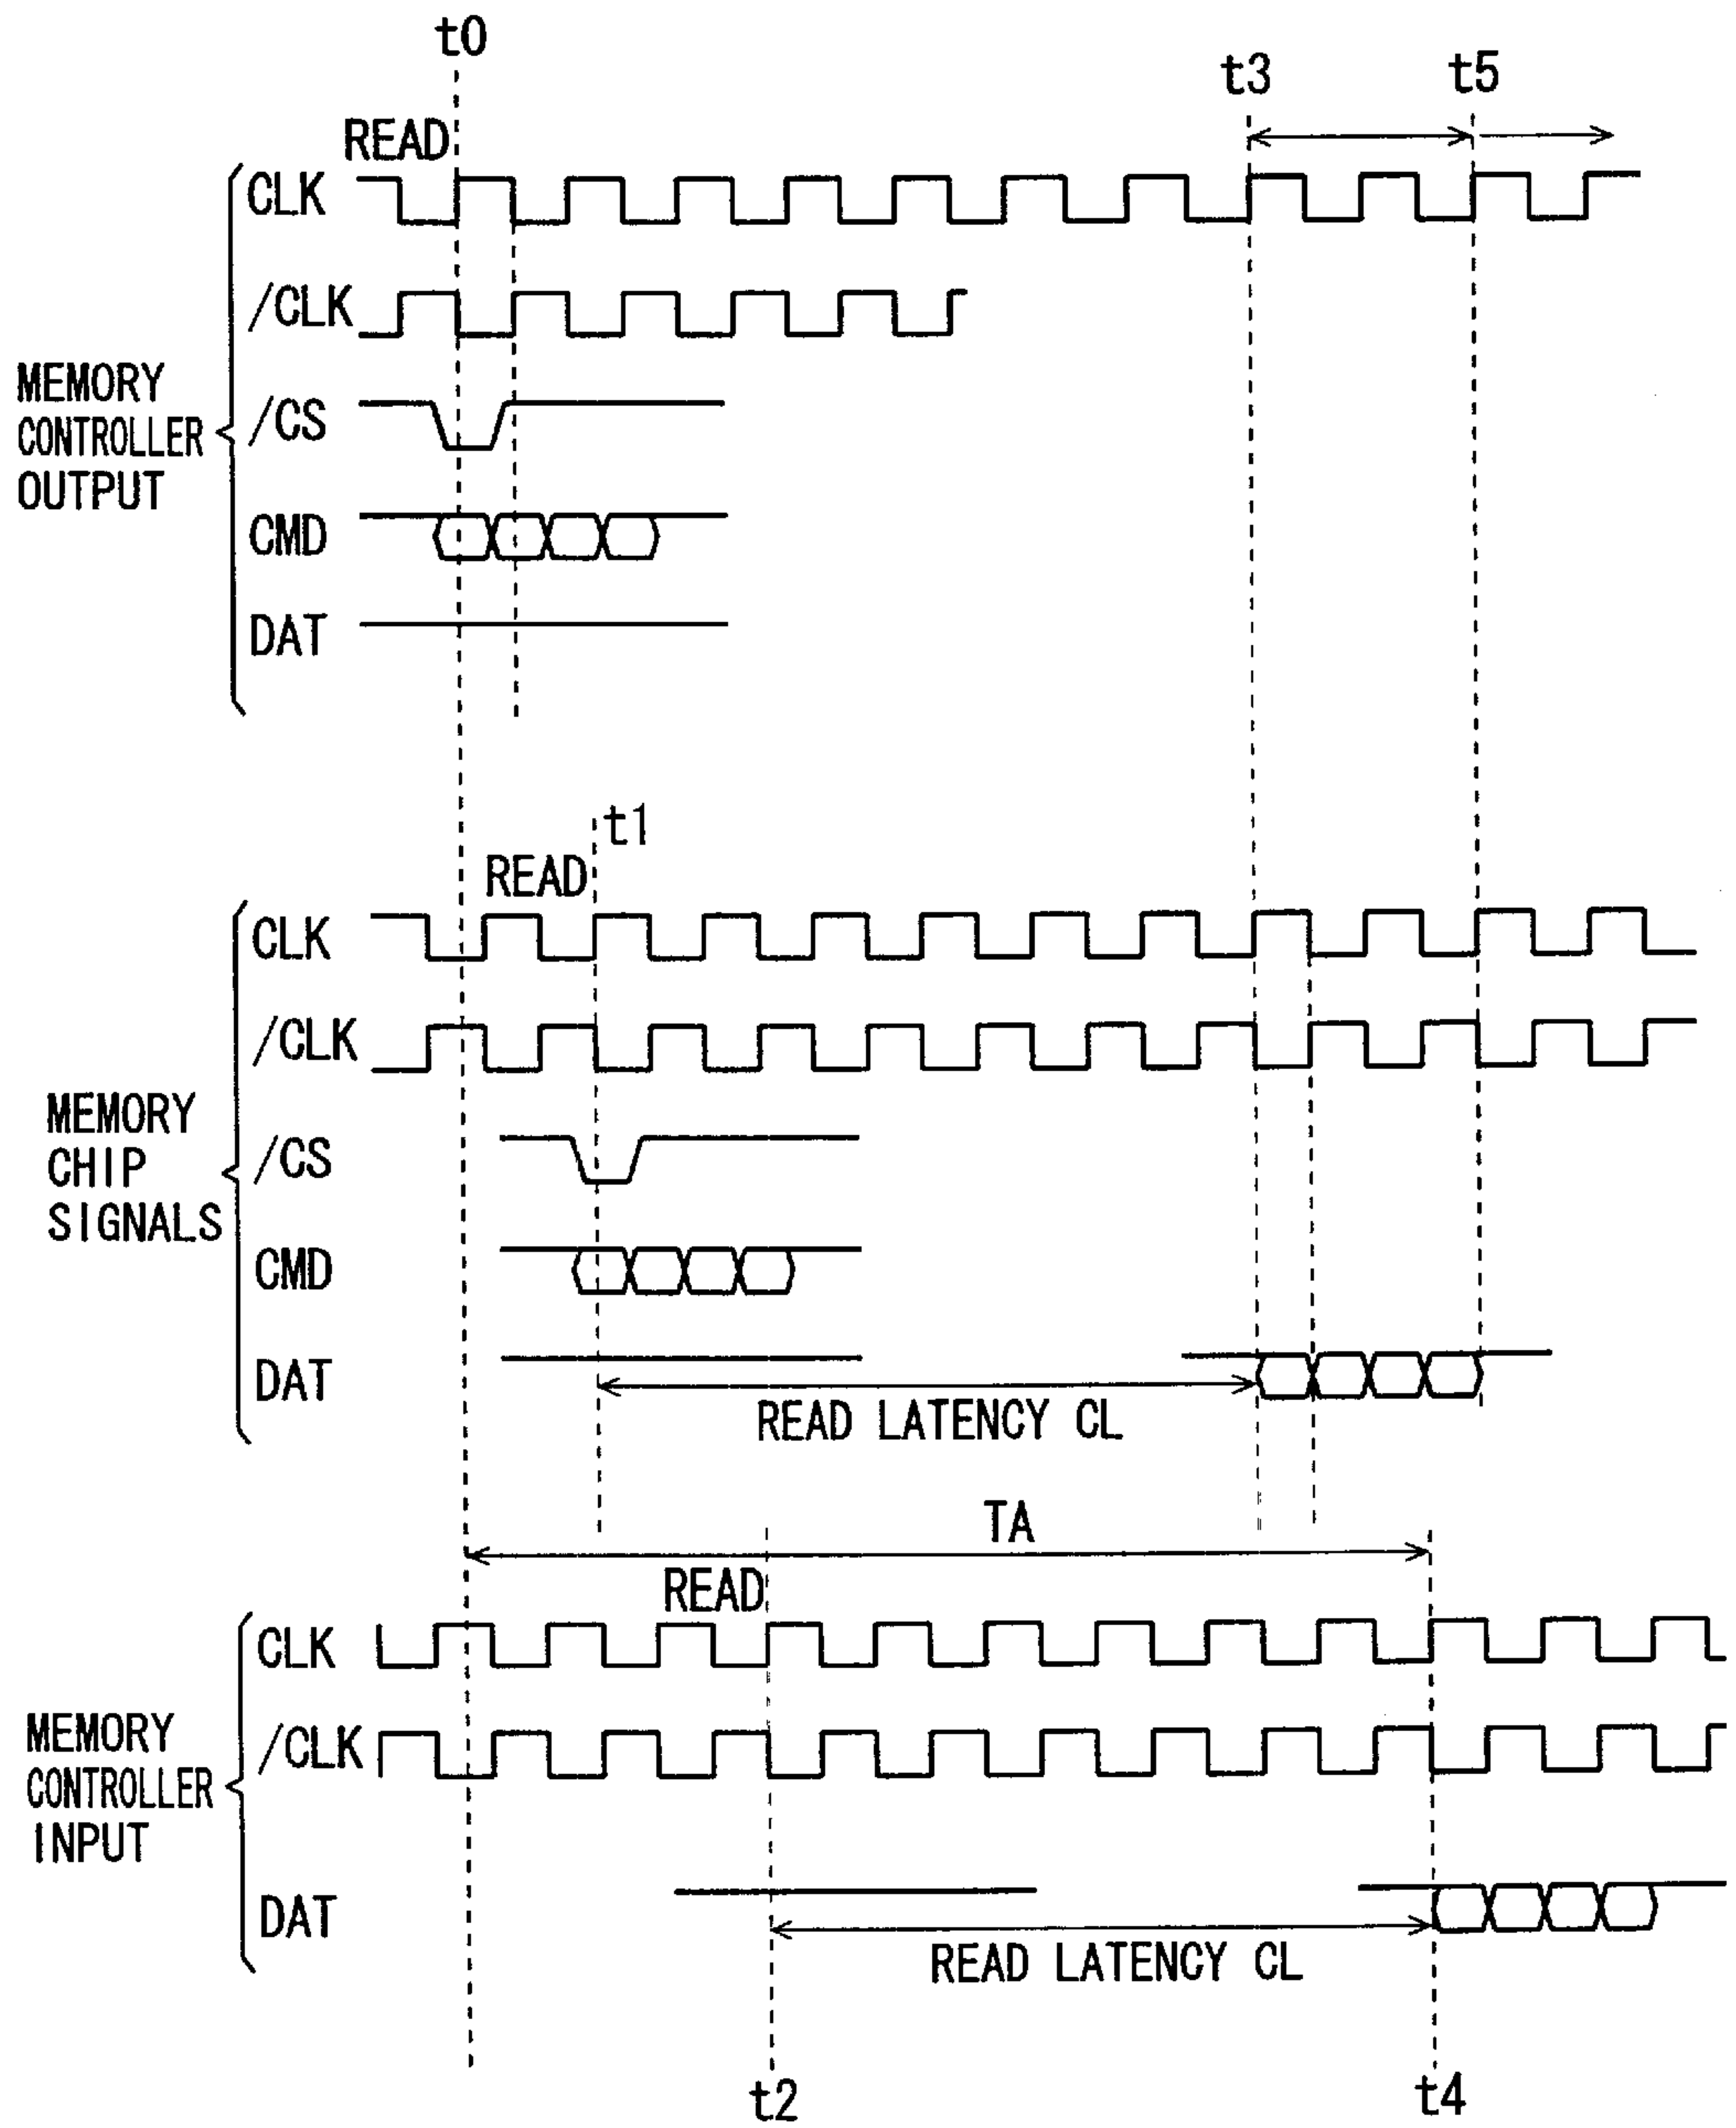 t0
t3
t5
READ
CLK
/CLK
MEMORY
CONTROLLER
OUTPUT
/CS
CMD
DAT
t1
READ
CLK
/CLK
MEMORY
CHIP
SIGNALS
/CS
CMD
DAT
READ LATENCY CL
TA
READ
CLK
MEMORY
CONTROLLER
INPUT
/CLK
DAT
READ LATENCY CL
t2
t4